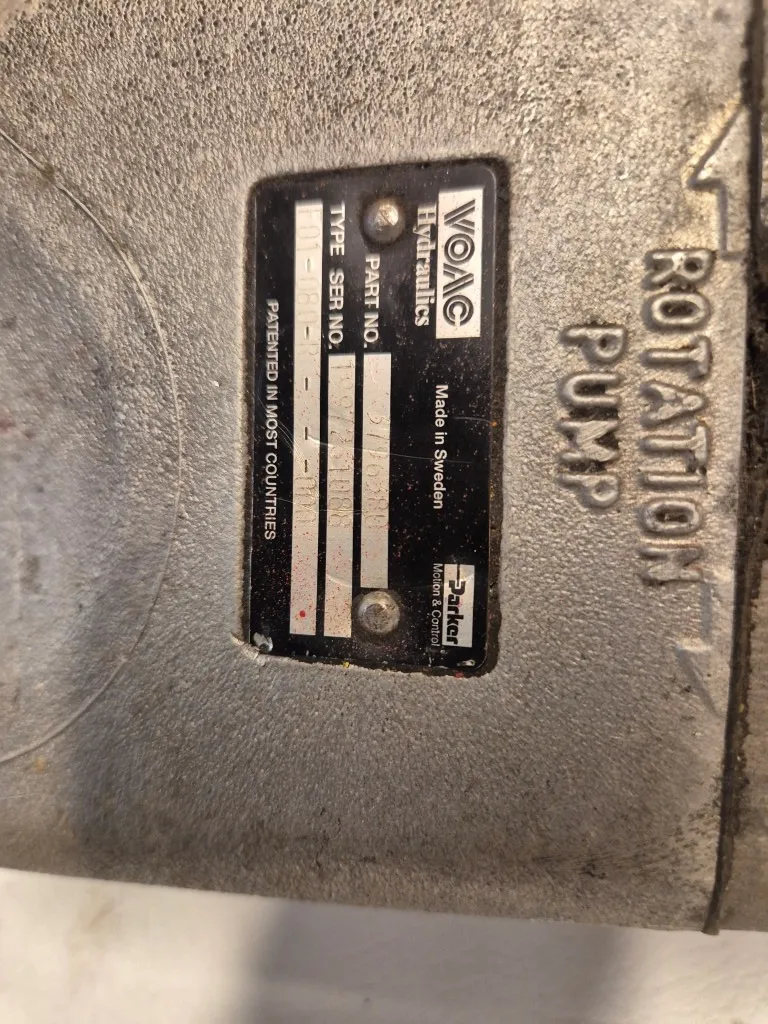 VOAC
Hydraulics
Made in Sweden
Parker
Motion & Control
PART NO.
SER NO.
TYPE
PATENTED IN MOST COUNTRIES
ROTATION
PUMP